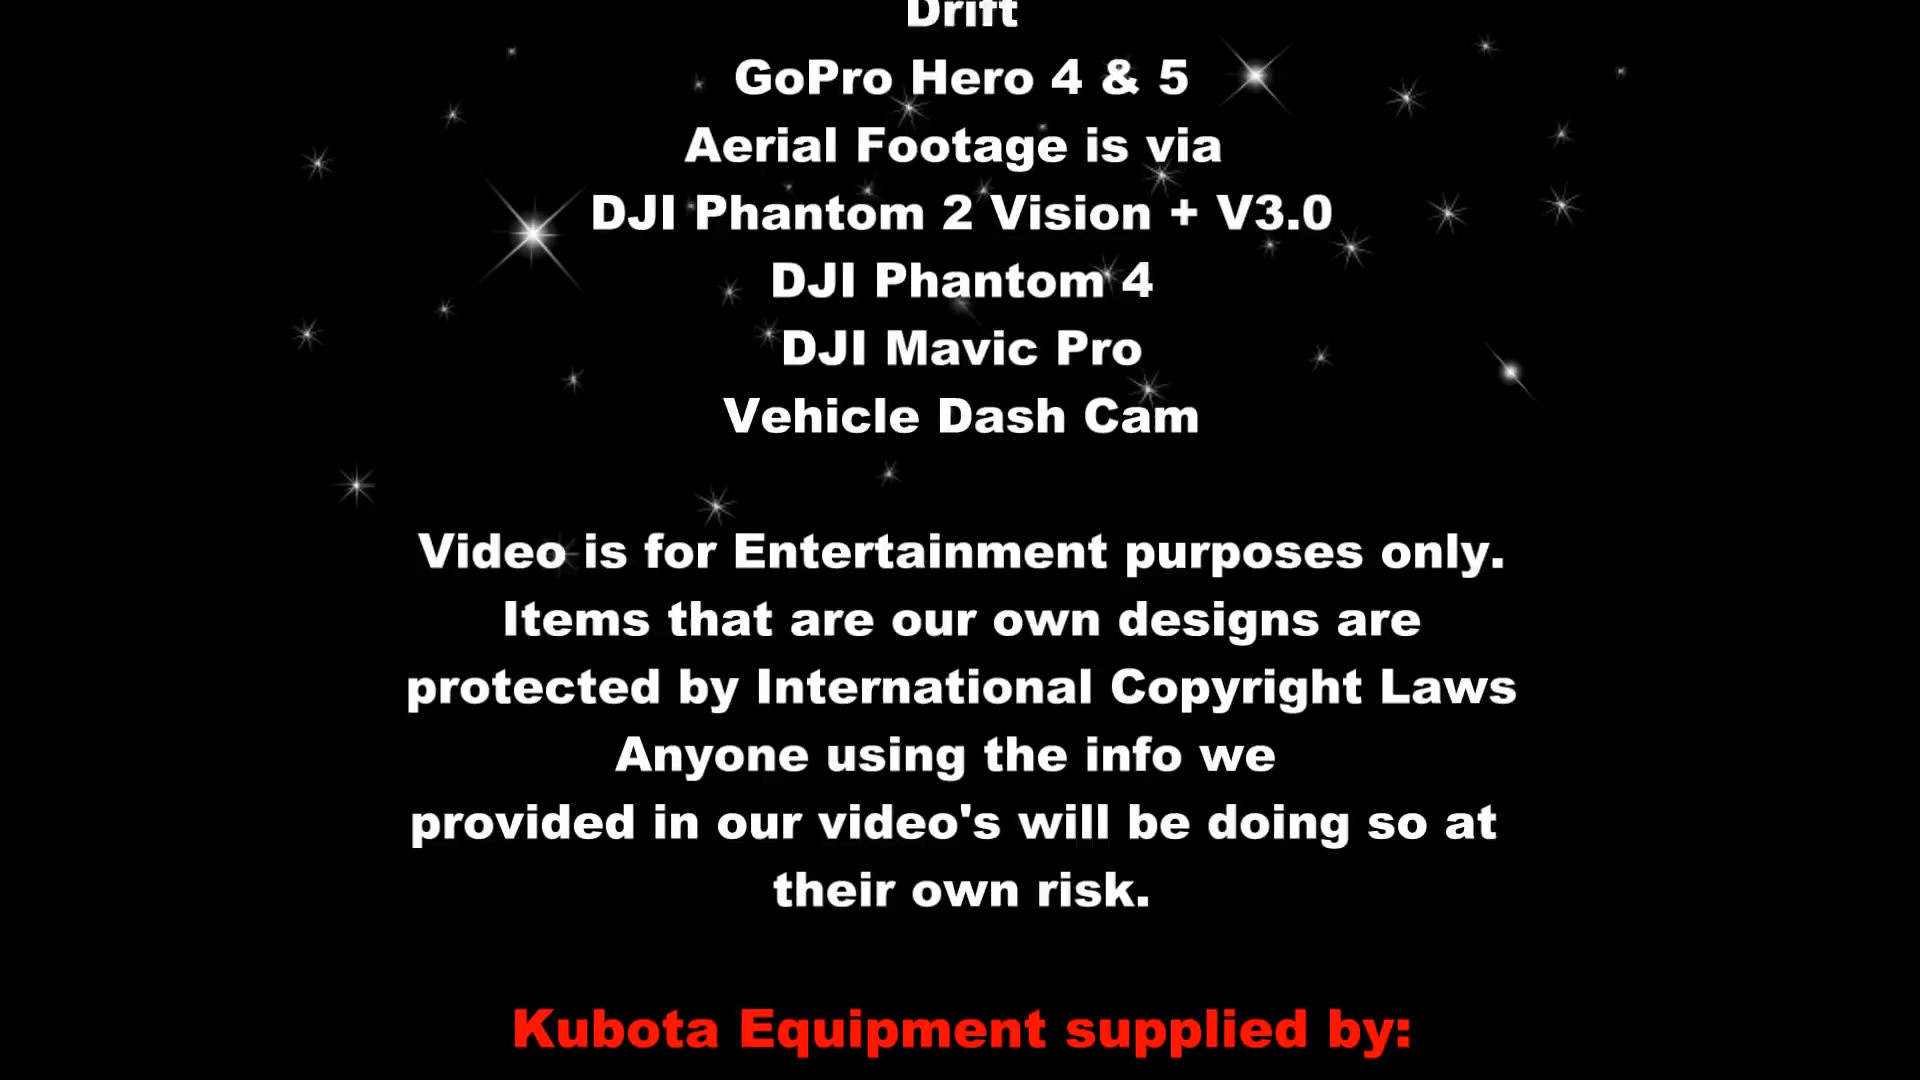 Drift
GoPro Hero 4 & 5
Aerial Footage is via
DJI Phantom 2 Vision + V3.0
DJI Phantom 4
DJI Mavic Pro
Vehicle Dash Cam
Video is for Entertainment purposes only.
Items that are our own designs are
protected by International Copyright Laws
Anyone using the info we
provided in our video's will be doing so at
their own risk.
Kubota Equipment supplied by: